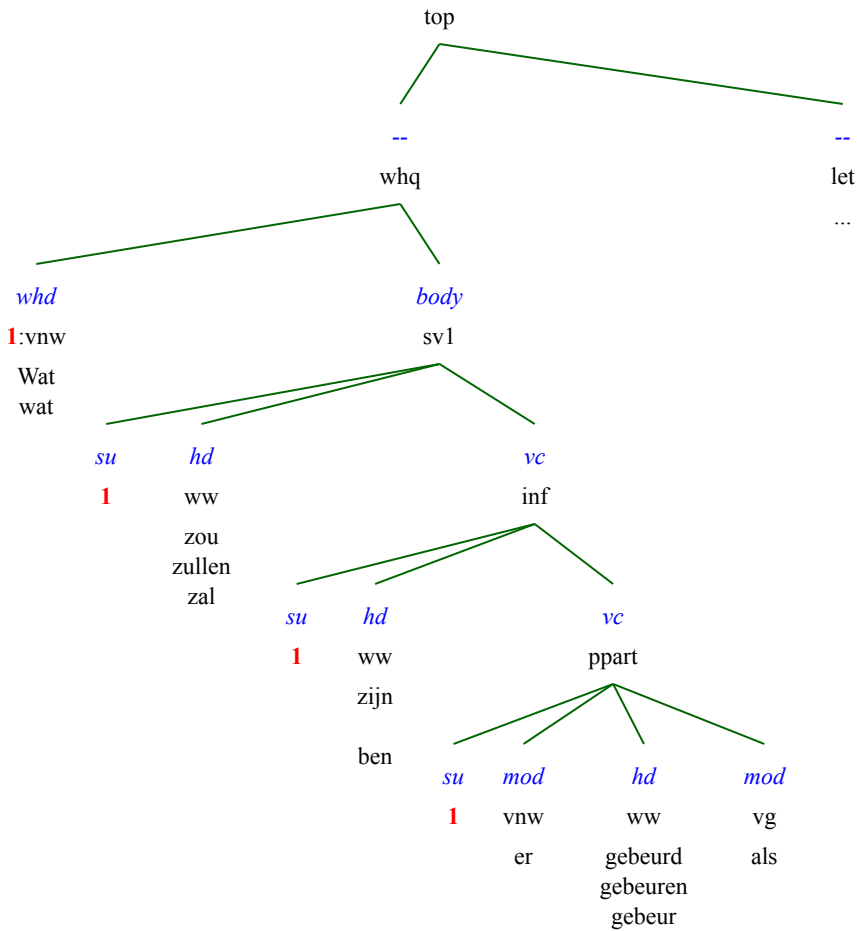 top
-- --
whq let
...
whd body
1:vnw sv1
Wat
wat
su hd vc
1 ww inf
zou
zullen
zal
su hd vc
1 ww ppart
zijn
ben
su mod hd mod
1 vnw ww vg
er gebeurd als
gebeuren
gebeur